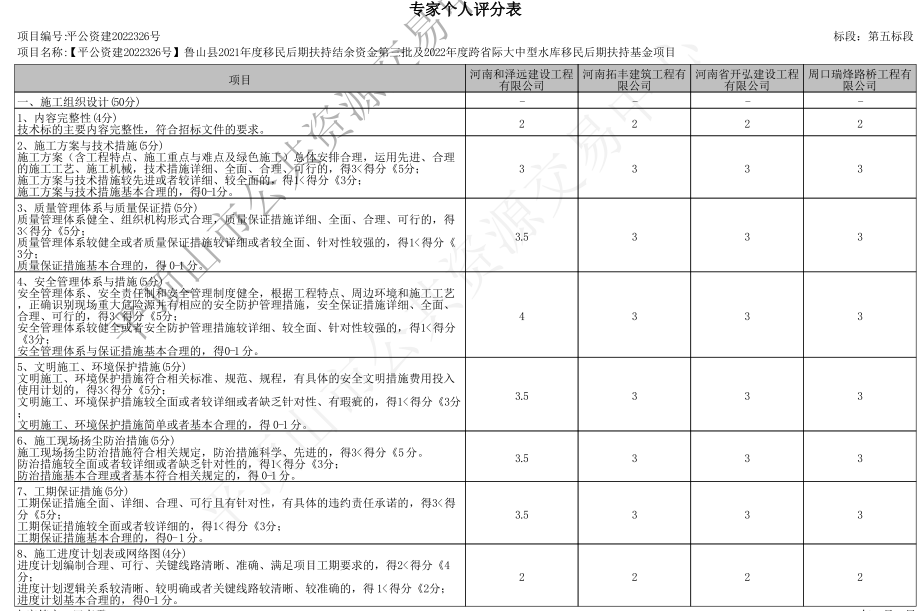 专家个人评分表
项目编号:平公资建2022326号 标段: 第五标段
项目名称:【平公资建2022326号】鲁山县2021年度移民后期扶持结余资金第二批及2022年度跨省际大中型水库移民后期扶持基金项目
项目 河南和泽远建设工程有限公司 河南拓丰建筑工程有限公司 河南省开弘建设工程有限公司 周口瑞烽路桥工程有限公司
一、施工组织设计(50分) - - - -
1、内容完整性(4分)
技术标的主要内容完整性，符合招标文件的要求。
2 2 2 2
2、施工方案与技术措施(5分)
施工方案（含工程特点、施工重点与难点及绿色施工）总体安排合理，运用先进、合理
的施工工艺、施工机械，技术措施详细、全面、合理、可行的，得3<得分《5分；
施工方案与技术措施较先进或者较详细、较全面的，得1<得分《3分；
施工方案与技术措施基本合理的，得0-1分。
3 3 3 3
3、质量管理体系与质量保证措(5分)
质量管理体系健全、组织机构形式合理，质量保证措施详细、全面、合理、可行的，得
3<得分《5分；
质量管理体系较健全或者质量保证措施较详细或者较全面、针对性较强的，得1<得分《
3分；
质量保证措施基本合理的，得 0-1 分。
3.5 3 3 3
4、安全管理体系与措施(5分)
安全管理体系、安全责任制和安全管理制度健全，根据工程特点、周边环境和施工工艺
，正确识别现场重大危险源并有相应的安全防护管理措施，安全保证措施详细、全面、
合理、可行的，得3<得分《5分；
安全管理体系较健全或者安全防护管理措施较详细、较全面、针对性较强的，得1<得分
《3分；
安全管理体系与保证措施基本合理的，得0-1 分。
4 3 3 3
5、文明施工、环境保护措施(5分)
文明施工、环境保护措施符合相关标准、规范、规程，有具体的安全文明措施费用投入
使用计划的，得3<得分《5分；
文明施工、环境保护措施较全面或者较详细或者缺乏针对性、有瑕疵的，得1<得分《3分
；
文明施工、环境保护措施简单或者基本合理的，得 0-1 分。
3.5 3 3 3
6、施工现场扬尘防治措施(5分)
施工现场扬尘防治措施符合相关规定，防治措施科学、先进的，得3<得分《5 分。
防治措施较全面或者较详细或者缺乏针对性的，得1<得分《3分；
防治措施基本合理或者基本符合相关规定的，得 0-1 分。
3.5 3 3 3
7、工期保证措施(5分)
工期保证措施全面、详细、合理、可行且有针对性，有具体的违约责任承诺的，得3<得
分《5分；
工期保证措施较全面或者较详细的，得1<得分《3分；
工期保证措施基本合理的，得0-1 分。
3.5 3 3 3
8、施工进度计划表或网络图(4分)
进度计划编制合理、可行、关键线路清晰、准确、满足项目工期要求的，得2<得分《4
分；
进度计划逻辑关系较清晰、较明确或者关键线路较清晰、较准确的，得 1<得分《2分；
进度计划基本合理的，得0-1 分。
2 2 2 2
平顶山市公共资源交易中心
平顶山市公共资源交易中心